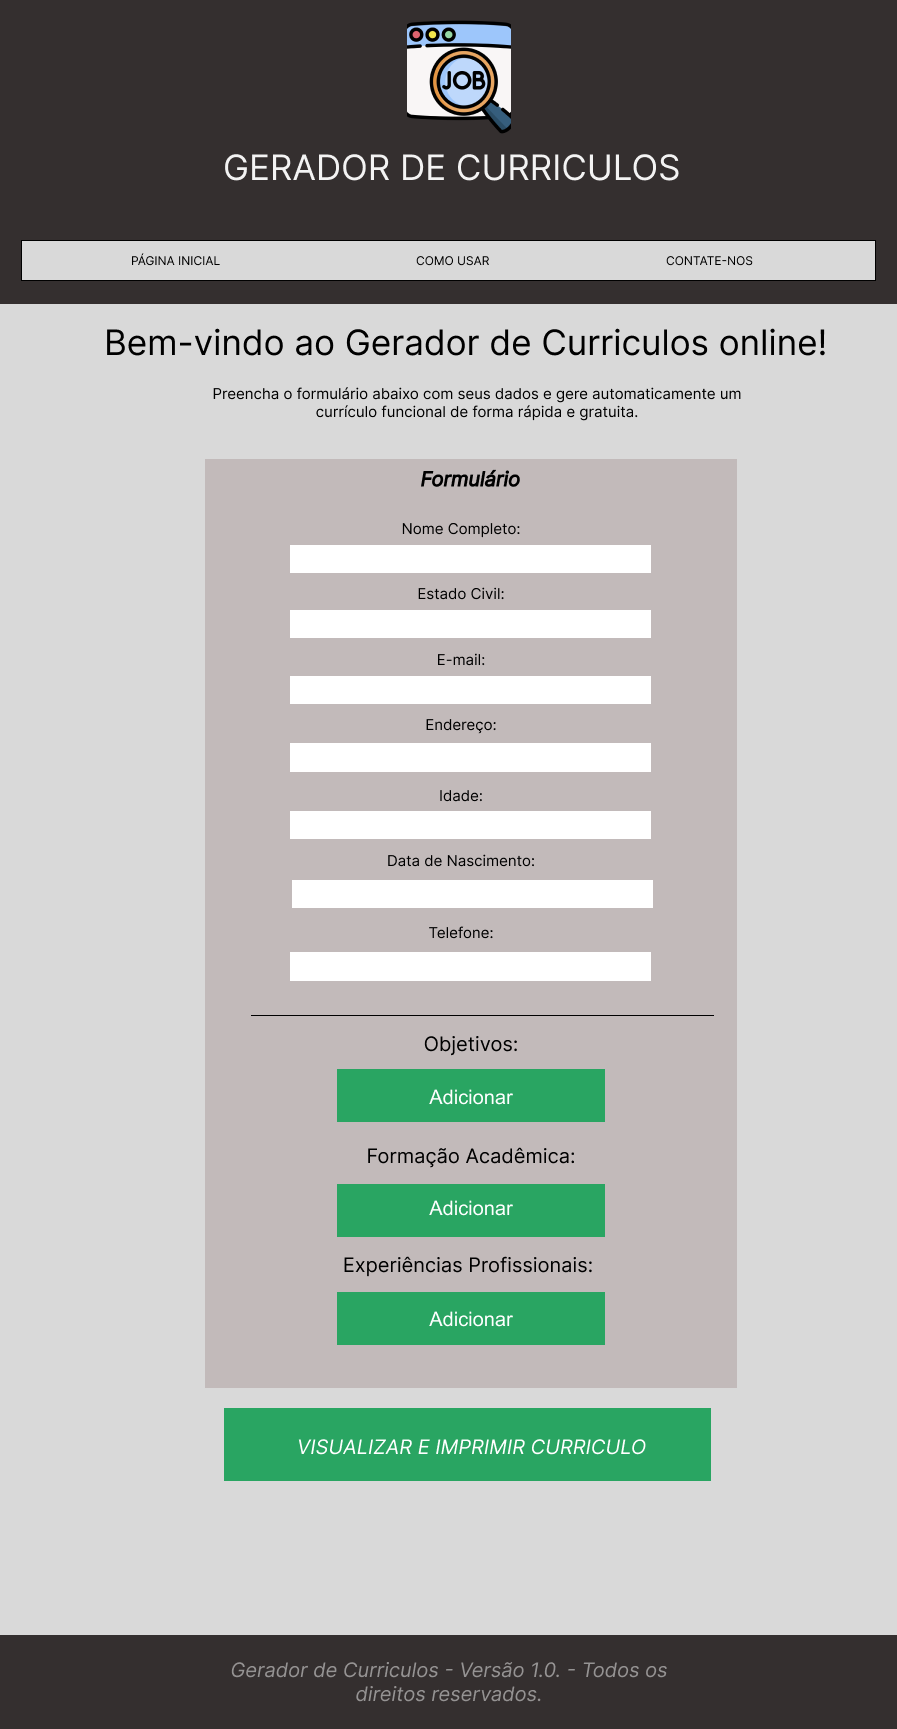 JOB
GERADOR DE CURRICULOS
PÁGINA INICIAL COMO USAR CONTATE-NOS
Bem-vindo ao Gerador de Curriculos online!
Preencha o formulário abaixo com seus dados e gere automaticamente um
currículo funcional de forma rápida e gratuita.
Formulário
Nome Completo:
Estado Civil:
E-mail:
Endereço:
Idade:
Data de Nascimento:
Telefone:
Objetivos:
Adicionar
Formação Acadêmica:
Adicionar
Experiências Profissionais:
Adicionar
VISUALIZAR E IMPRIMIR CURRICULO
Gerador de Curriculos - Versão 1.0. - Todos os
direitos reservados.